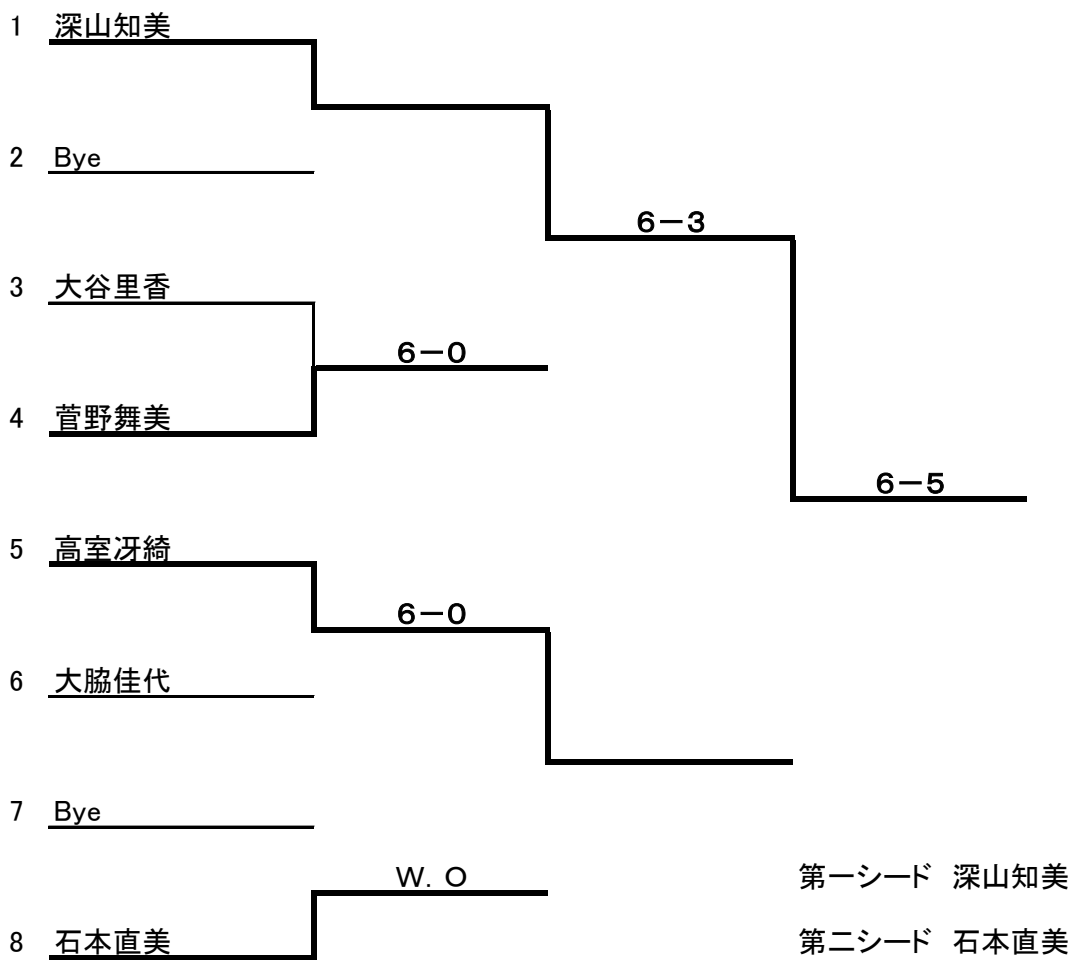 1 深山知美
2 Bye
6-3
3 大谷里香
6-0
4 菅野舞美
6-5
5 高室冴綺
6-0
6 大脇佳代
7 Bye
W. O
第一シード 深山知美
8 石本直美
第二シード 石本直美